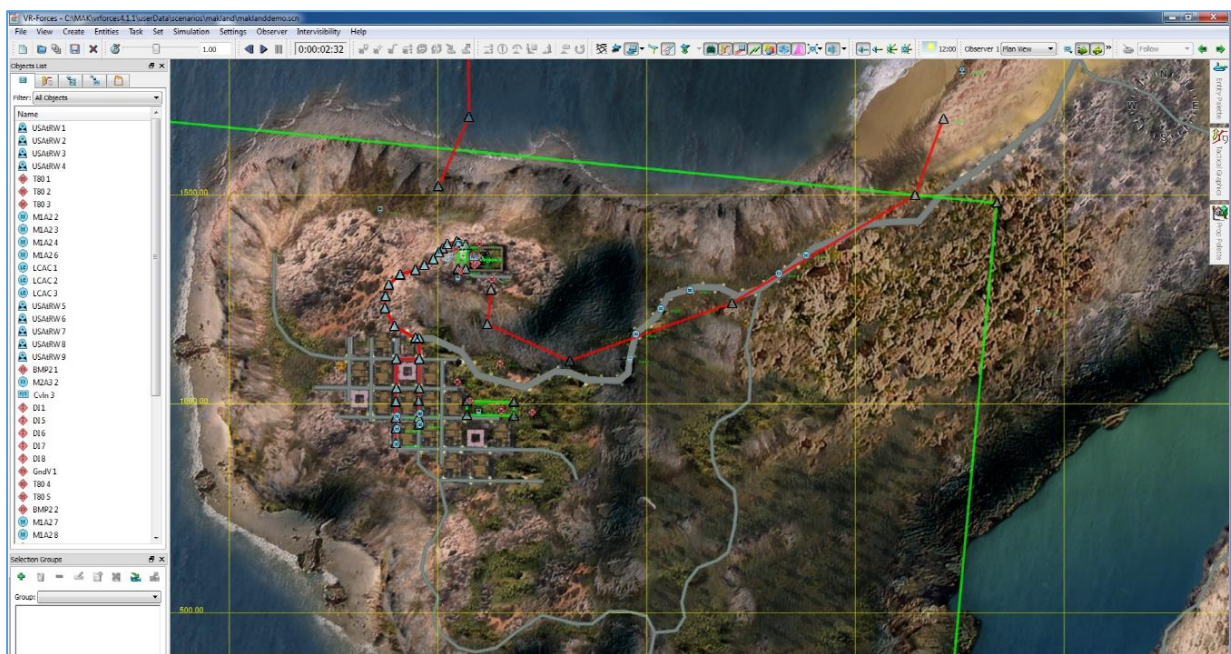 VR-Forces - C:\MAK\vrforces4.1.1\userData\scenarios\makland\maklanddemo.scn
File View Create Entities Task Set Simulation Settings Observer Intervisibility Help
1.00 0:00:02:32 12:00 Observer 1 Plan View Follow
Objects List
Filter: All Objects
Name
USAtRW 1
USAtRW 2
USAtRW 3
USAtRW 4
T80 1
T80 2
T80 3
M1A2 2
M1A2 3
M1A2 4
M1A2 6
LCAC 1
LCAC 2
LCAC 3
USAtRW 5
USAtRW 6
USAtRW 7
USAtRW 8
USAtRW 9
BMP2 1
M2A3 2
Cvln 3
DI 1
DI 5
DI 6
DI 7
DI 8
GndV 1
T80 4
T80 5
BMP2 2
M1A2 7
M1A2 8
Selection Groups
Group:
1500.00
1000.00
500.00
N
W
E
Entity Palette
Tactical Graphics
Prop Palette